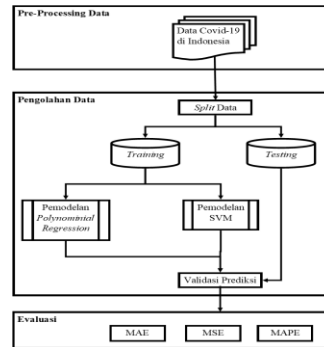 Pre-Processing Data
Data Covid-19
di Indonesia
Pengolahan Data
Split Data
Training
Testing
Pemodelan
Polynominial
Regression
Pemodelan
SVM
Validasi Prediksi
Evaluasi
MAE
MSE
MAPE